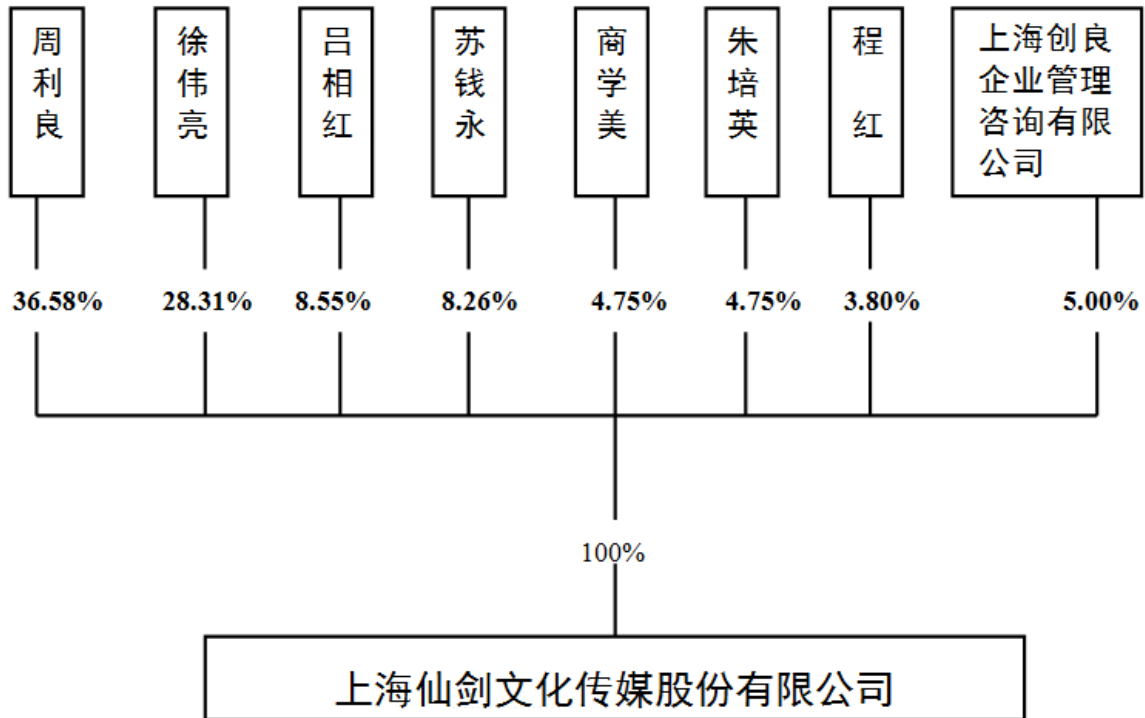 周利良
徐伟亮
吕相红
苏钱永
商学美
朱培英
程 红
上海创良
企业管理
咨询有限
公司
36.58%
28.31%
8.55%
8.26%
4.75%
4.75%
3.80%
5.00%
100%
上海仙剑文化传媒股份有限公司